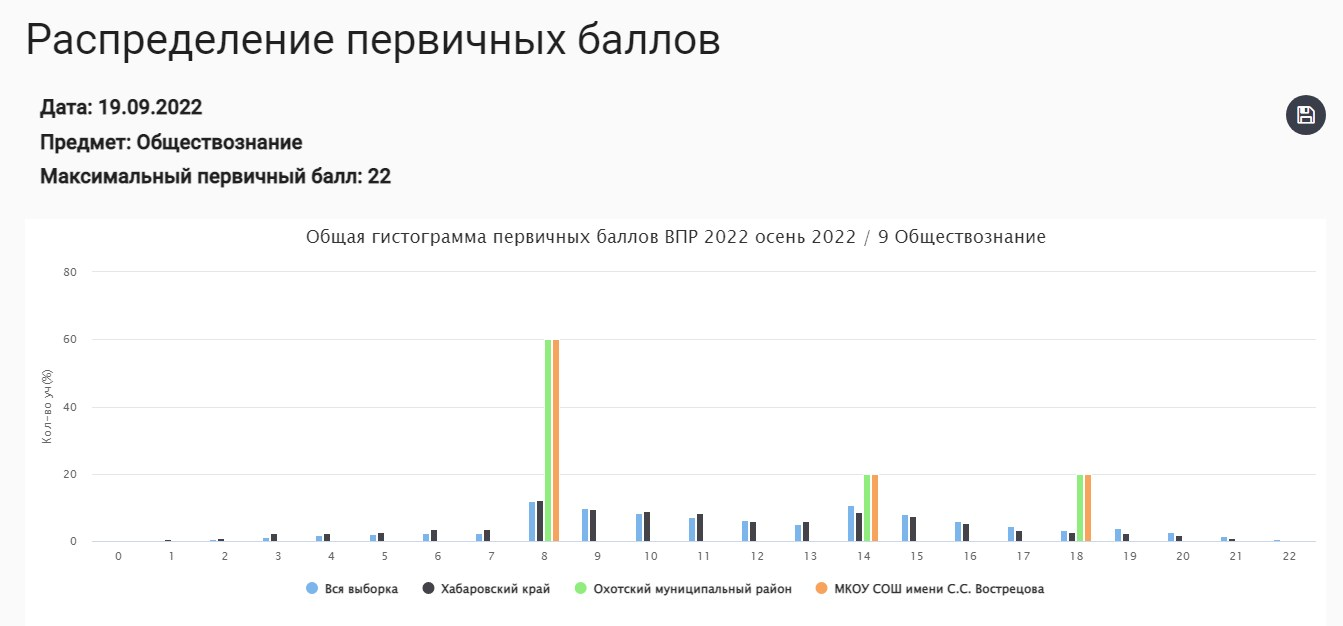 Распределение первичных баллов
Дата: 19.09.2022
Предмет: Обществознание
Максимальный первичный балл: 22
Общая гистограмма первичных баллов ВПР 2022 осень 2022 / 9 Обществознание
80
60
40
20
0
Кол-во уч(%)
0 1 2 3 4 5 6 7 8 9 10 11 12 13 14 15 16 17 18 19 20 21 22
Вся выборка Хабаровский край Охотский муниципальный район МКОУ СОШ имени С.С. Вострецова